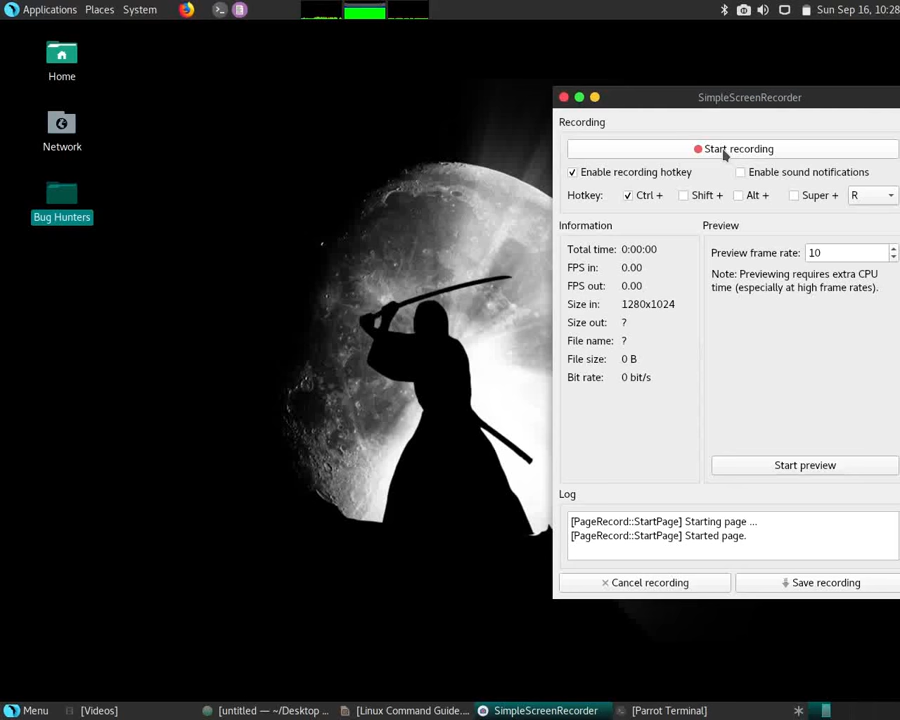 Applications Places System
Sun Sep 16, 10:28
Home
Network
Bug Hunters
SimpleScreenRecorder
Recording
Start recording
Enable recording hotkey
Enable sound notifications
Hotkey:
Ctrl +
Shift +
Alt +
Super +
R
Information
Total time: 0:00:00
FPS in: 0.00
FPS out: 0.00
Size in: 1280x1024
Size out: ?
File name: ?
File size: 0 B
Bit rate: 0 bit/s
Preview
Preview frame rate: 10
Note: Previewing requires extra CPU
time (especially at high frame rates).
Start preview
Log
[PageRecord::StartPage] Starting page ...
[PageRecord::StartPage] Started page.
Cancel recording
Save recording
Menu
[Videos]
[untitled — ~/Desktop ...
[Linux Command Guide....
SimpleScreenRecorder
[Parrot Terminal]